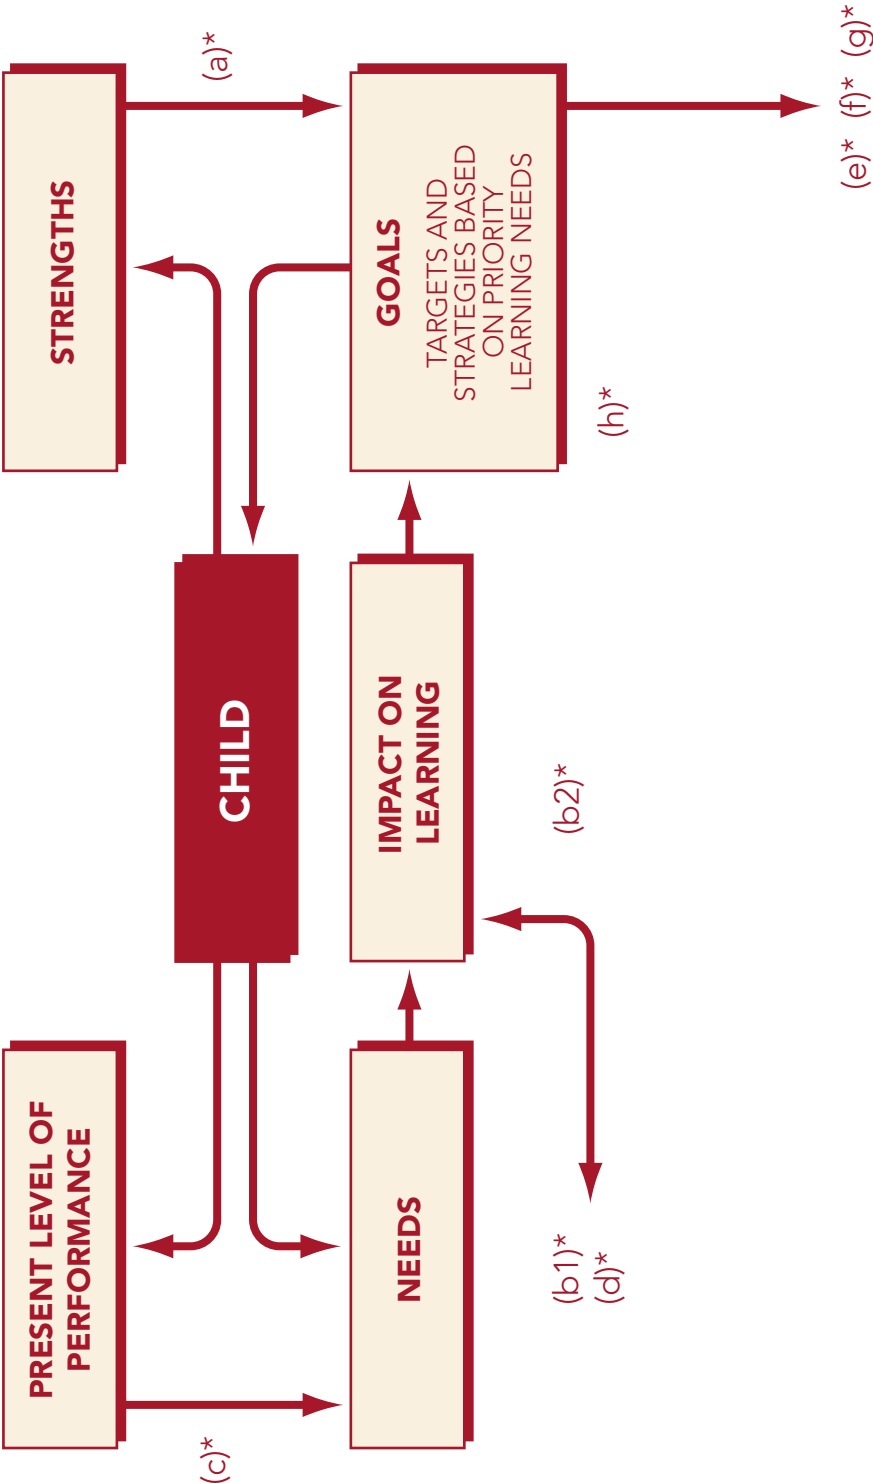 PRESENT LEVEL OF
PERFORMANCE
STRENGTHS
(c)*
CHILD
(a)*
NEEDS
IMPACT ON
LEARNING
GOALS
TARGETS AND
STRATEGIES BASED
ON PRIORITY
LEARNING NEEDS
(b1)*
(d)*
(b2)*
(h)*
(e)* (f)* (g)*